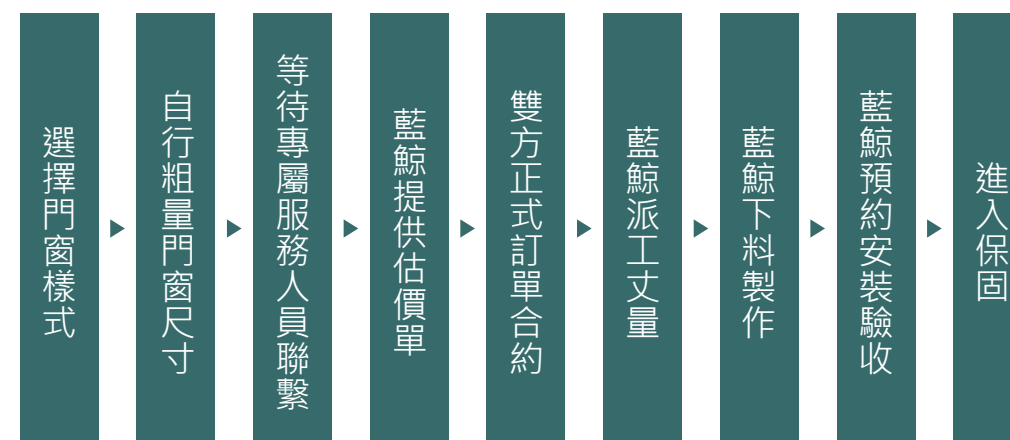 選擇門窗樣式
自行粗量門窗尺寸
等待專屬服務人員聯繫
藍鯨提供估價單
雙方正式訂單合約
藍鯨派工丈量
藍鯨下料製作
藍鯨預約安裝驗收
進入保固